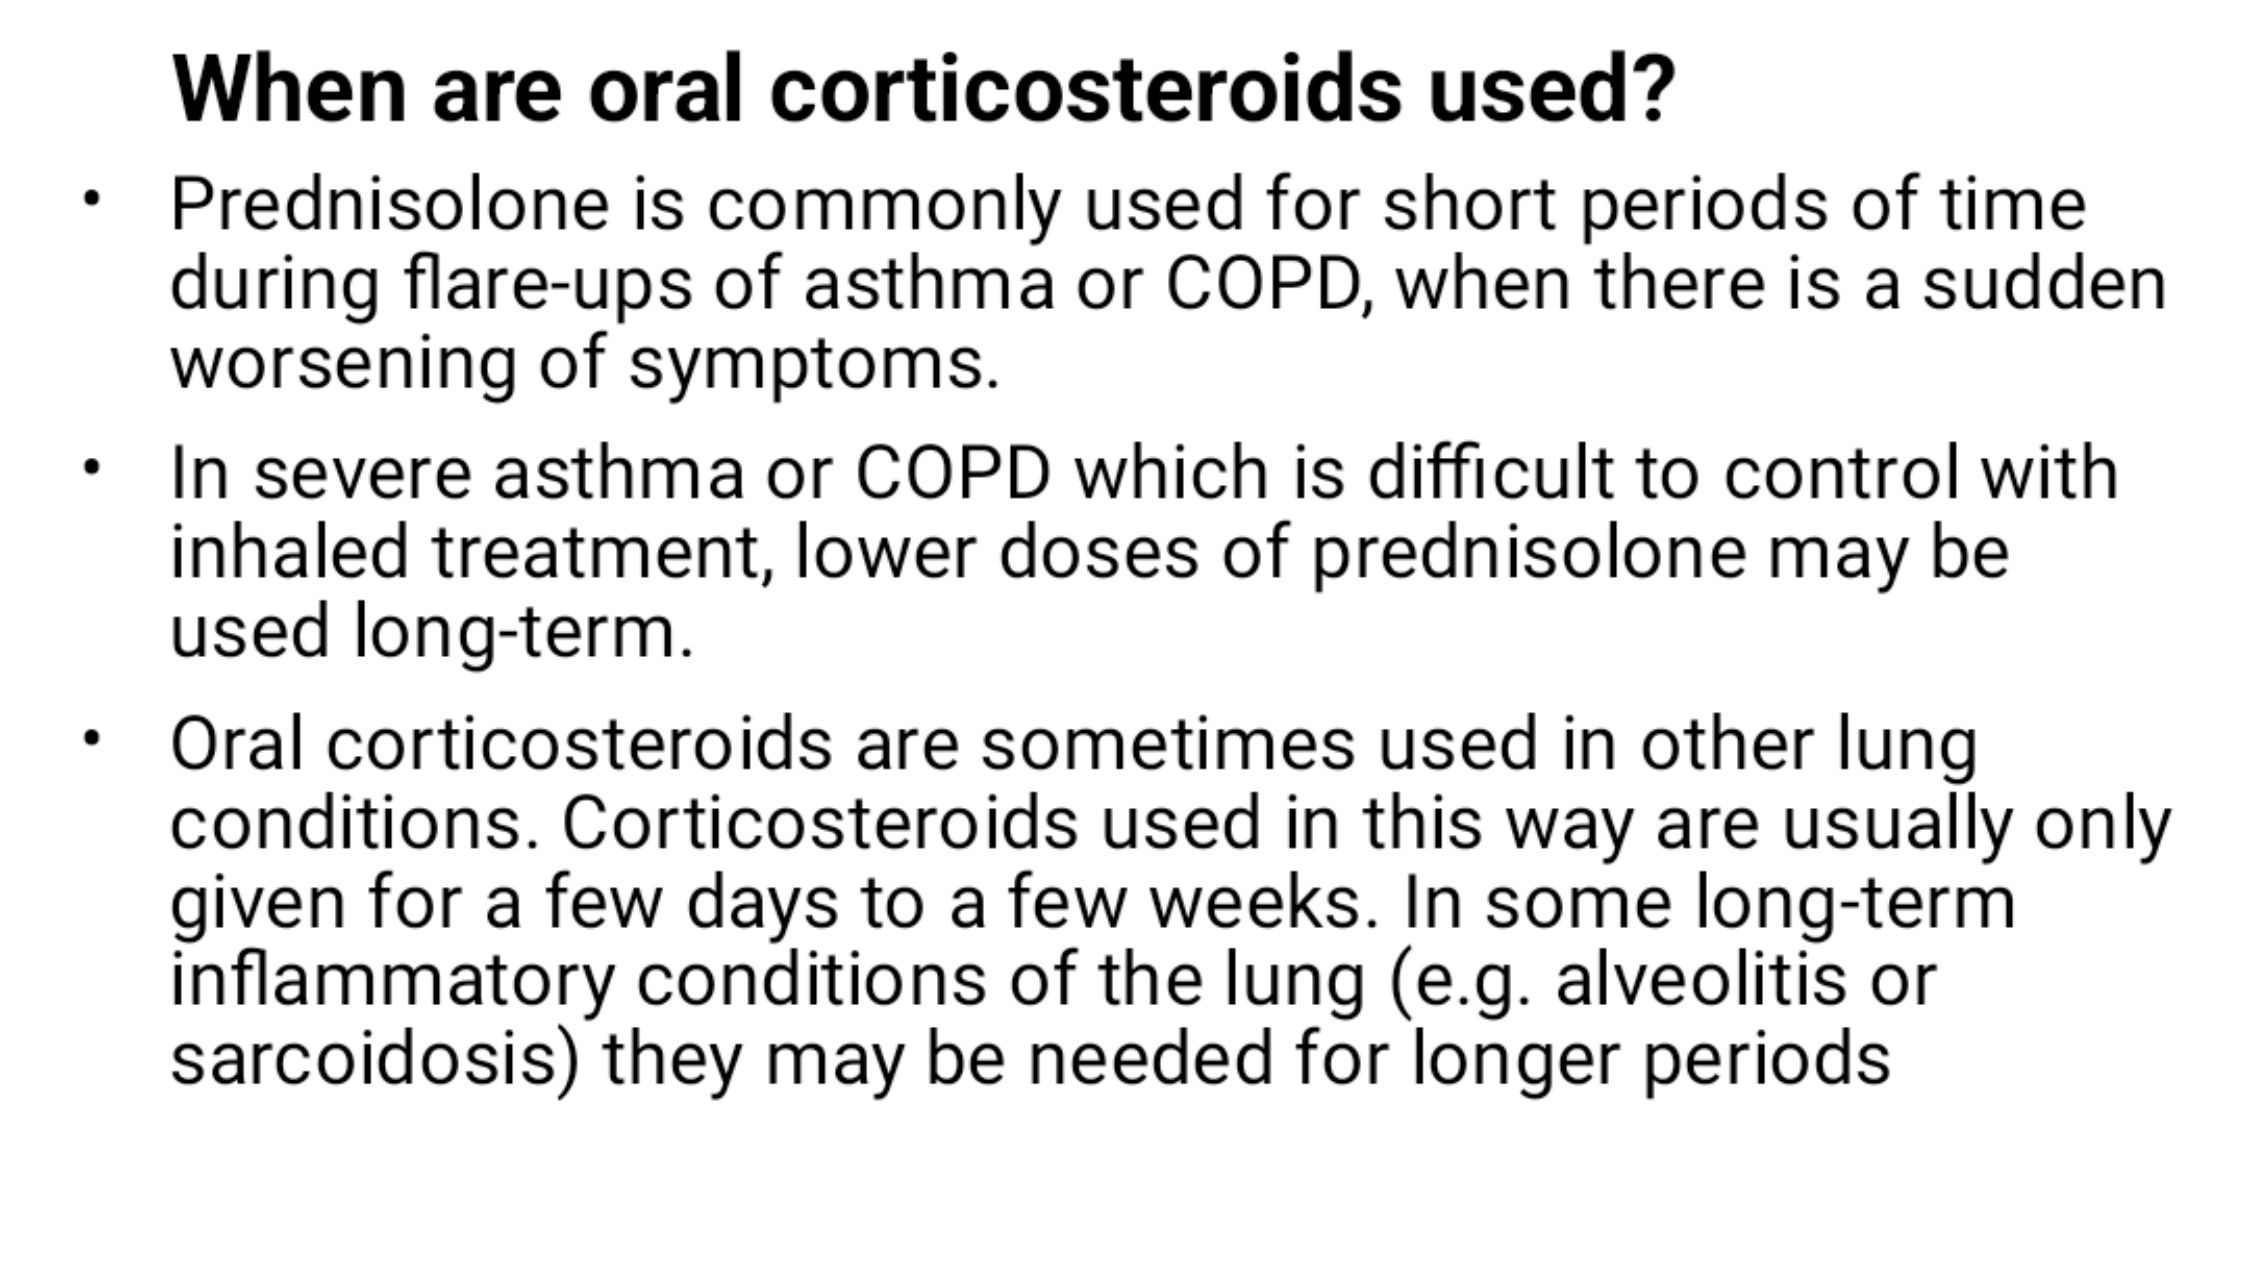 When are oral corticosteroids used?
• Prednisolone is commonly used for short periods of time
during flare-ups of asthma or COPD, when there is a sudden
worsening of symptoms.
• In severe asthma or COPD which is difficult to control with
inhaled treatment, lower doses of prednisolone may be
used long-term.
• Oral corticosteroids are sometimes used in other lung
conditions. Corticosteroids used in this way are usually only
given for a few days to a few weeks. In some long-term
inflammatory conditions of the lung (e.g. alveolitis or
sarcoidosis) they may be needed for longer periods